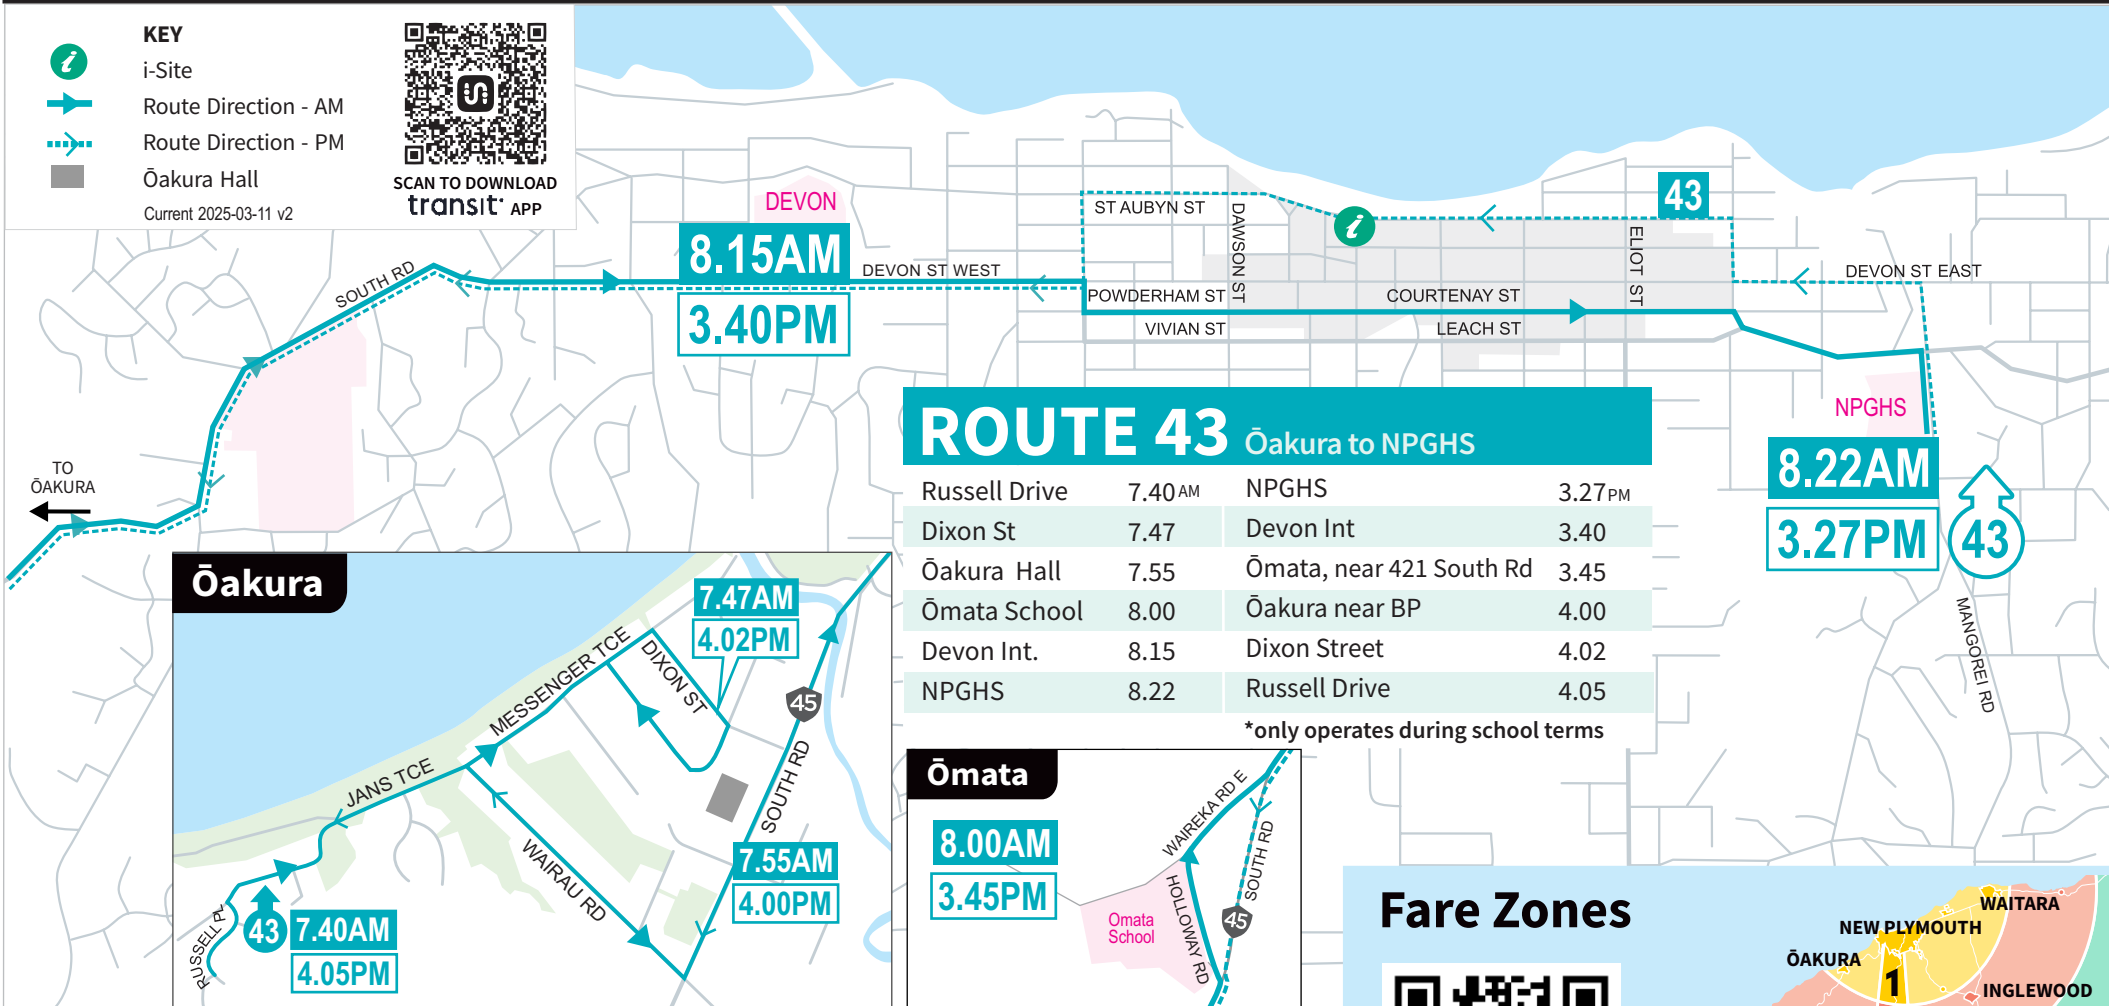 KEY
i-Site
Route Direction - AM
Route Direction - PM
Ōakura Hall
Current 2025-03-11 v2
SCAN TO DOWNLOAD
transit APP
DEVON
8.15AM
3.40PM
SOUTH RD
DEVON ST WEST
ST AUBYN ST
DAWSON ST
POWDERHAM ST
VIVIAN ST
COURTENAY ST
LEACH ST
ELIOT ST
43
DEVON ST EAST
NPGHS
8.22AM
3.27PM
43
MANGOREI RD
TO
ŌAKURA
ROUTE 43 Ōakura to NPGHS
Russell Drive 7.40 AM
Dixon St 7.47
Ōakura Hall 7.55
Ōmata School 8.00
Devon Int. 8.15
NPGHS 8.22
NPGHS 3.27 PM
Devon Int 3.40
Ōmata, near 421 South Rd 3.45
Ōakura near BP 4.00
Dixon Street 4.02
Russell Drive 4.05
*only operates during school terms
Ōakura
7.47AM
4.02PM
MESSENGER TCE
DIXON ST
45
SOUTH RD
JANS TCE
WAIRAU RD
7.55AM
4.00PM
RUSSELL PL
43
7.40AM
4.05PM
Ōmata
8.00AM
3.45PM
WAIREKA RD E
SOUTH RD
HOLLOWAY RD
45
Omata
School
Fare Zones
WAITARA
NEW PLYMOUTH
ŌAKURA
1
INGLEWOOD